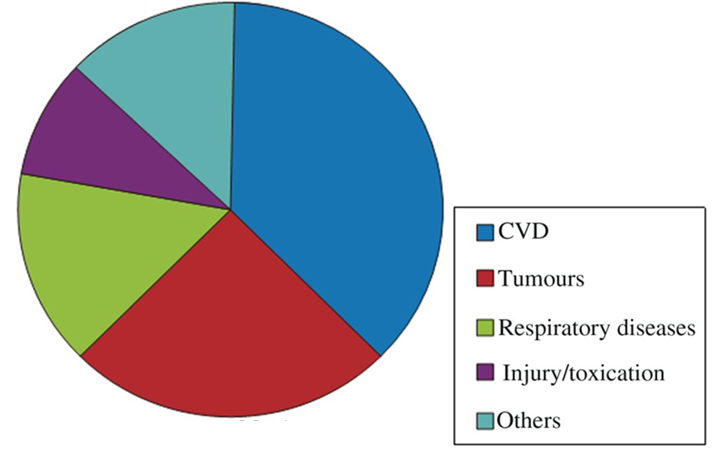 CVD
Tumours
Respiratory diseases
Injury/toxication
Others